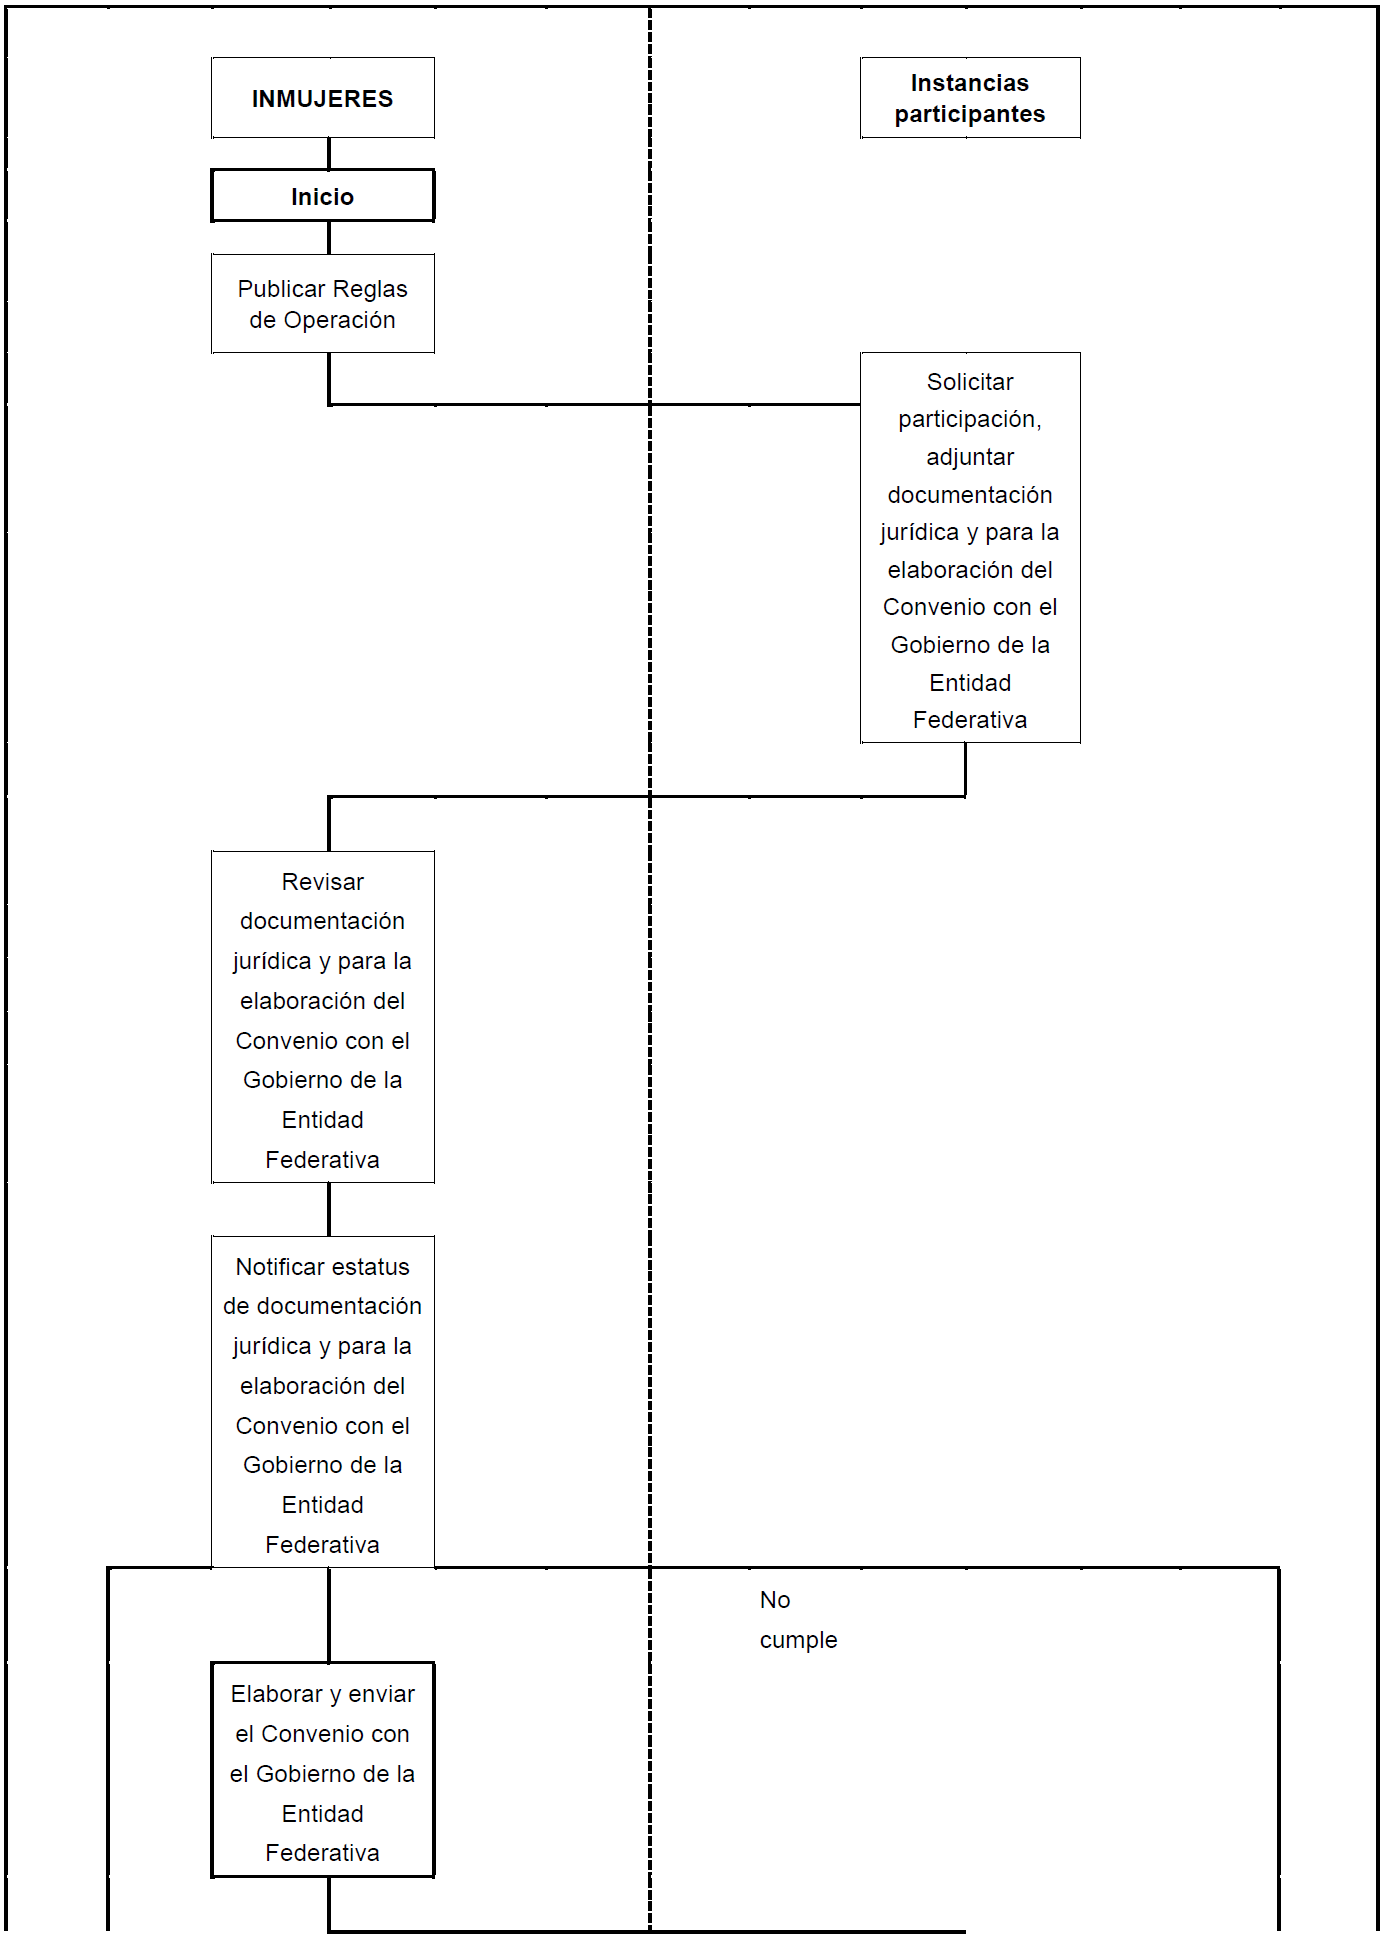 INMUJERES
Instancias
participantes
Inicio
Publicar Reglas
de Operación
Solicitar
participación,
adjuntar
documentación
jurídica y para la
elaboración del
Convenio con el
Gobierno de la
Entidad
Federativa
Revisar
documentación
jurídica y para la
elaboración del
Convenio con el
Gobierno de la
Entidad
Federativa
Notificar estatus
de documentación
jurídica y para la
elaboración del
Convenio con el
Gobierno de la
Entidad
Federativa
No
cumple
Elaborar y enviar
el Convenio con
el Gobierno de la
Entidad
Federativa